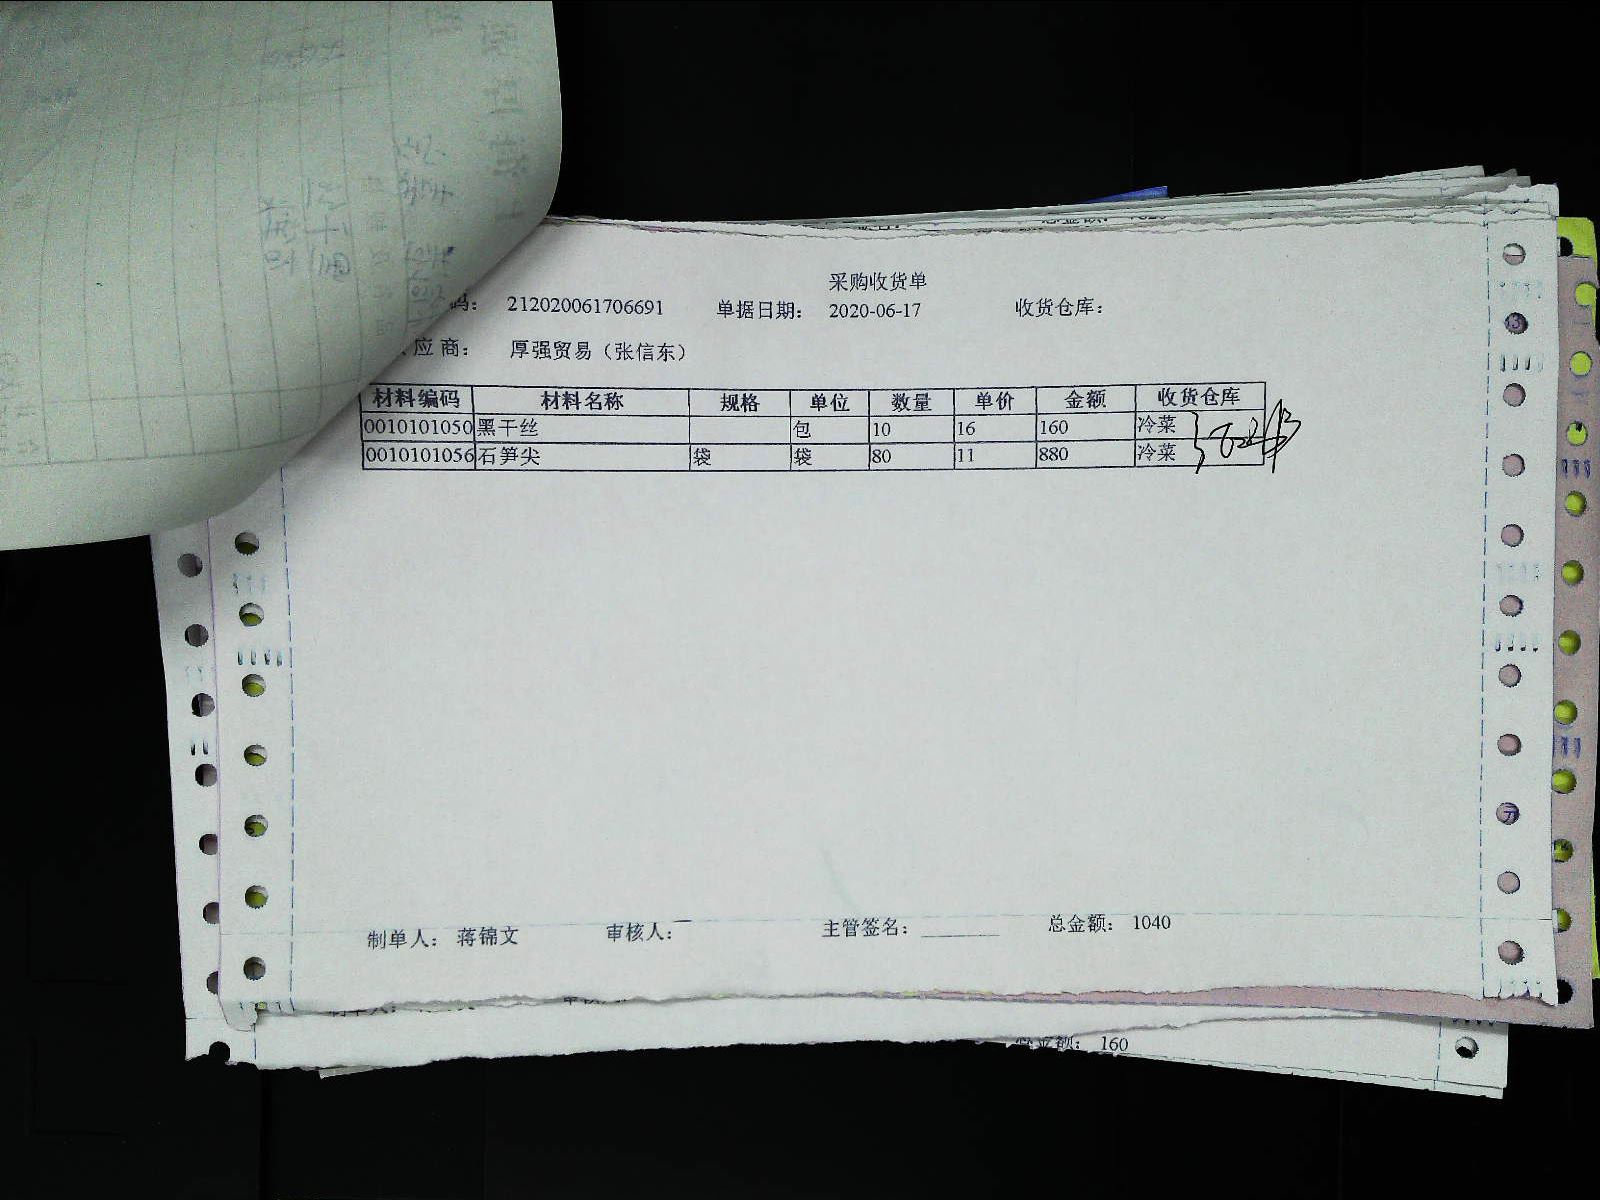 采购收货单
码： 212020061706691 单据日期： 2020-06-17 收货仓库：
应商： 厚强贸易（张信东）
材料编码 材料名称 规格 单位 数量 单价 金额 收货仓库
0010101050 黑干丝 包 10 16 160 冷菜
0010101056 石笋尖 袋 袋 80 11 880 冷菜
制单人： 蒋锦文 审核人： 主管签名： 总金额： 1040
总金额： 160